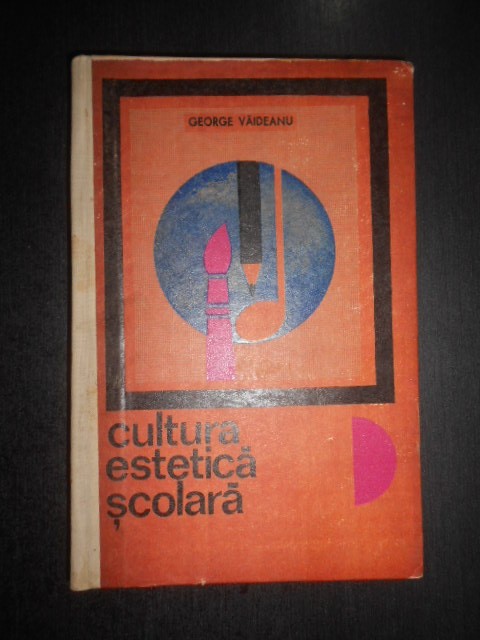 GEORGE VĂIDEANU
cultura
estetică
școlară